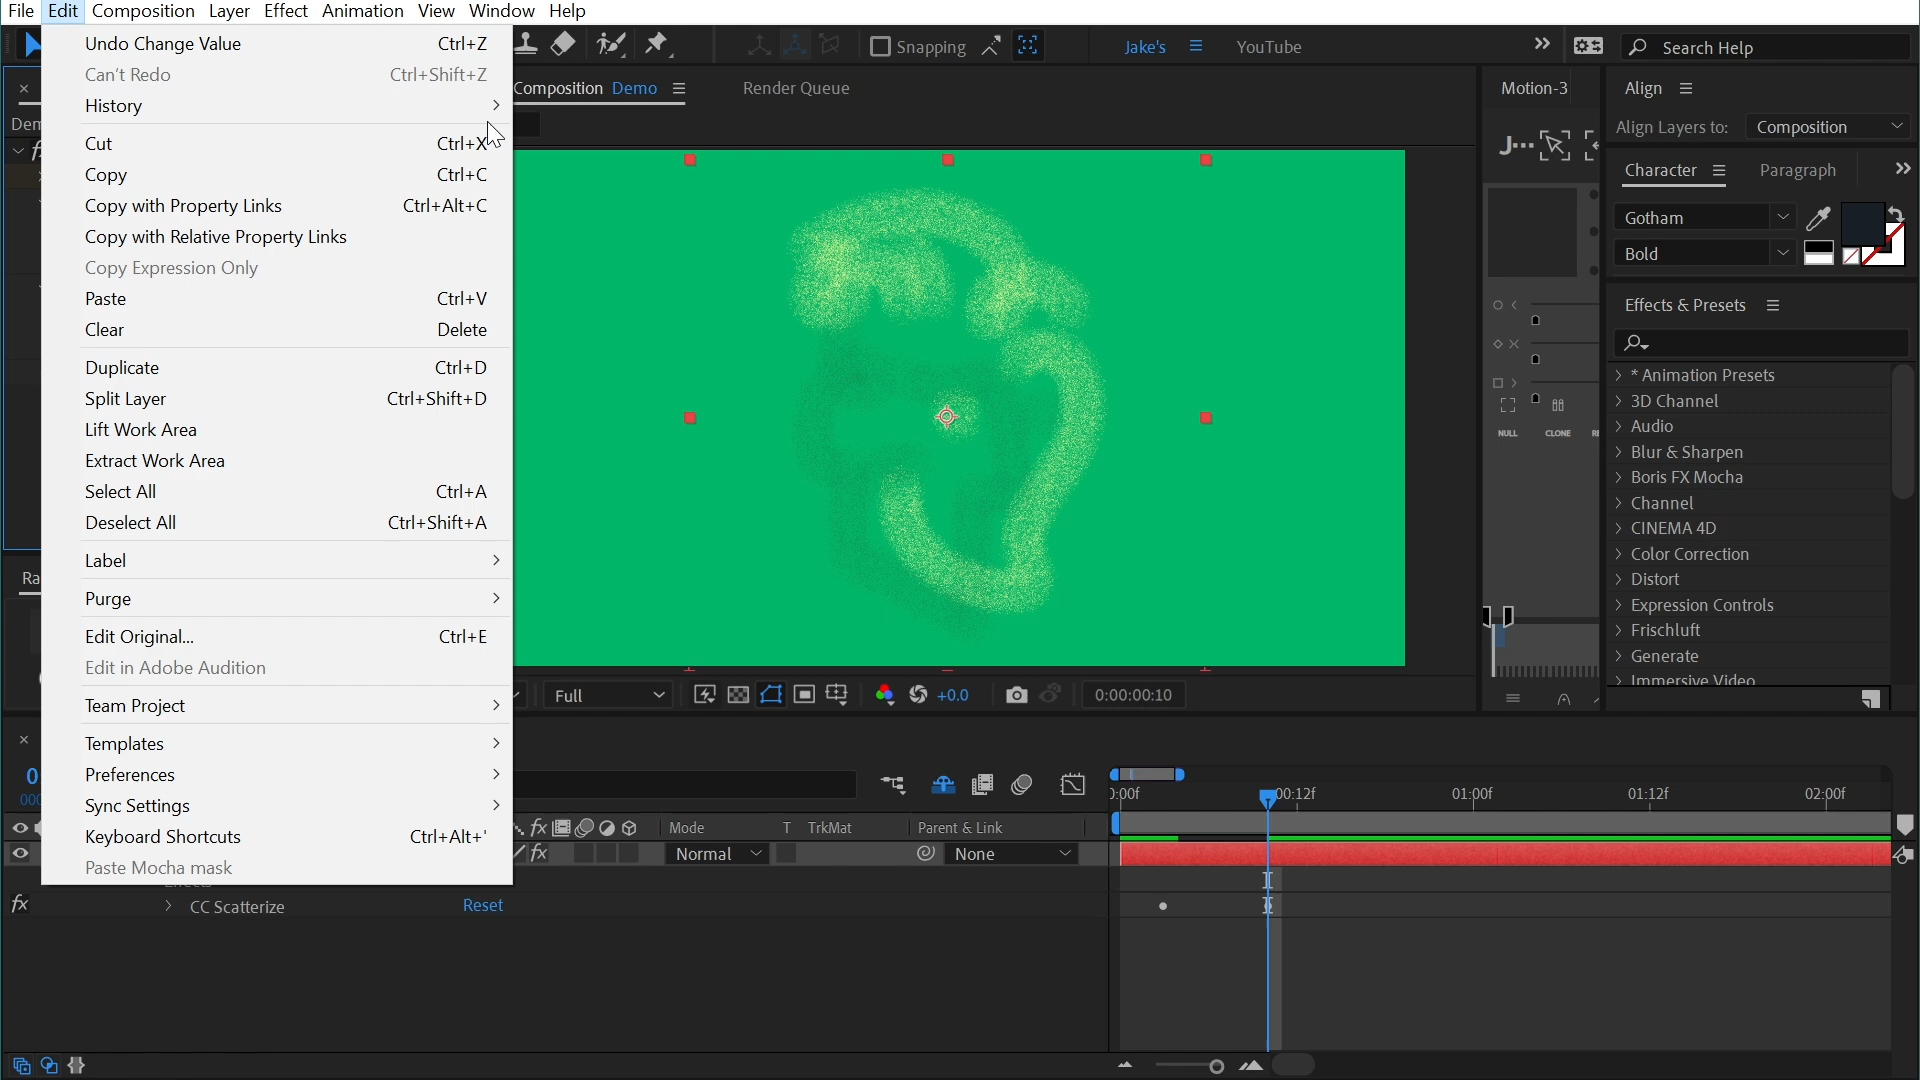 File Edit Composition Layer Effect Animation View Window Help
Snapping
Jake's
YouTube
Search Help
Undo Change Value Ctrl+Z
Can't Redo Ctrl+Shift+Z
History
Cut Ctrl+X
Copy Ctrl+C
Copy with Property Links Ctrl+Alt+C
Copy with Relative Property Links
Copy Expression Only
Paste Ctrl+V
Clear Delete
Duplicate Ctrl+D
Split Layer Ctrl+Shift+D
Lift Work Area
Extract Work Area
Select All Ctrl+A
Deselect All Ctrl+Shift+A
Label
Purge
Edit Original... Ctrl+E
Edit in Adobe Audition
Team Project
Templates
Preferences
Sync Settings
Keyboard Shortcuts Ctrl+Alt+'
Paste Mocha mask
Composition Demo
Render Queue
Full
+0.0
0:00:00:10
Motion-3
J...
NULL CLONE
Align
Align Layers to: Composition
Character Paragraph
Gotham
Bold
Effects & Presets
* Animation Presets
3D Channel
Audio
Blur & Sharpen
Boris FX Mocha
Channel
CINEMA 4D
Color Correction
Distort
Expression Controls
Frischluft
Generate
Immersive Video
00:12f 01:00f 01:12f 02:00f
Mode T TrkMat Parent & Link
fx Normal None
fx CC Scatterize Reset